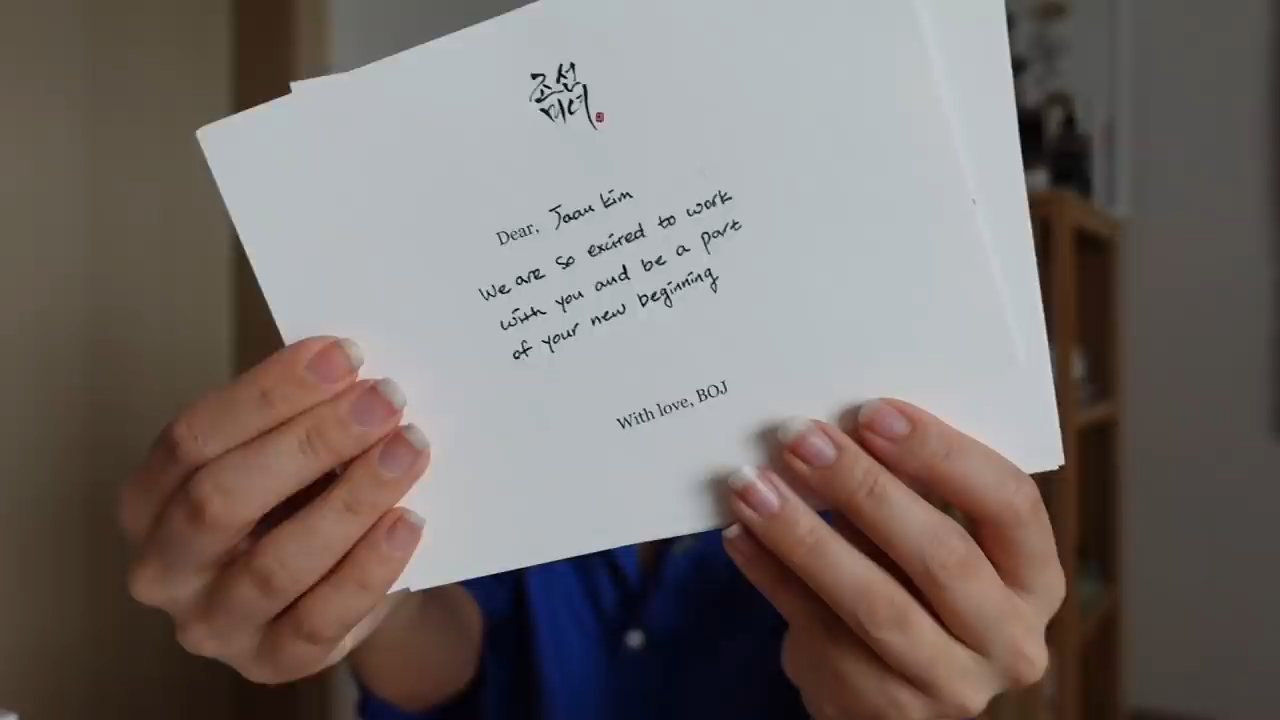 조선
미녀
Dear, Jaau kim
We are so excired to work
with you and be a part
of your new beginning
With love, BOJ